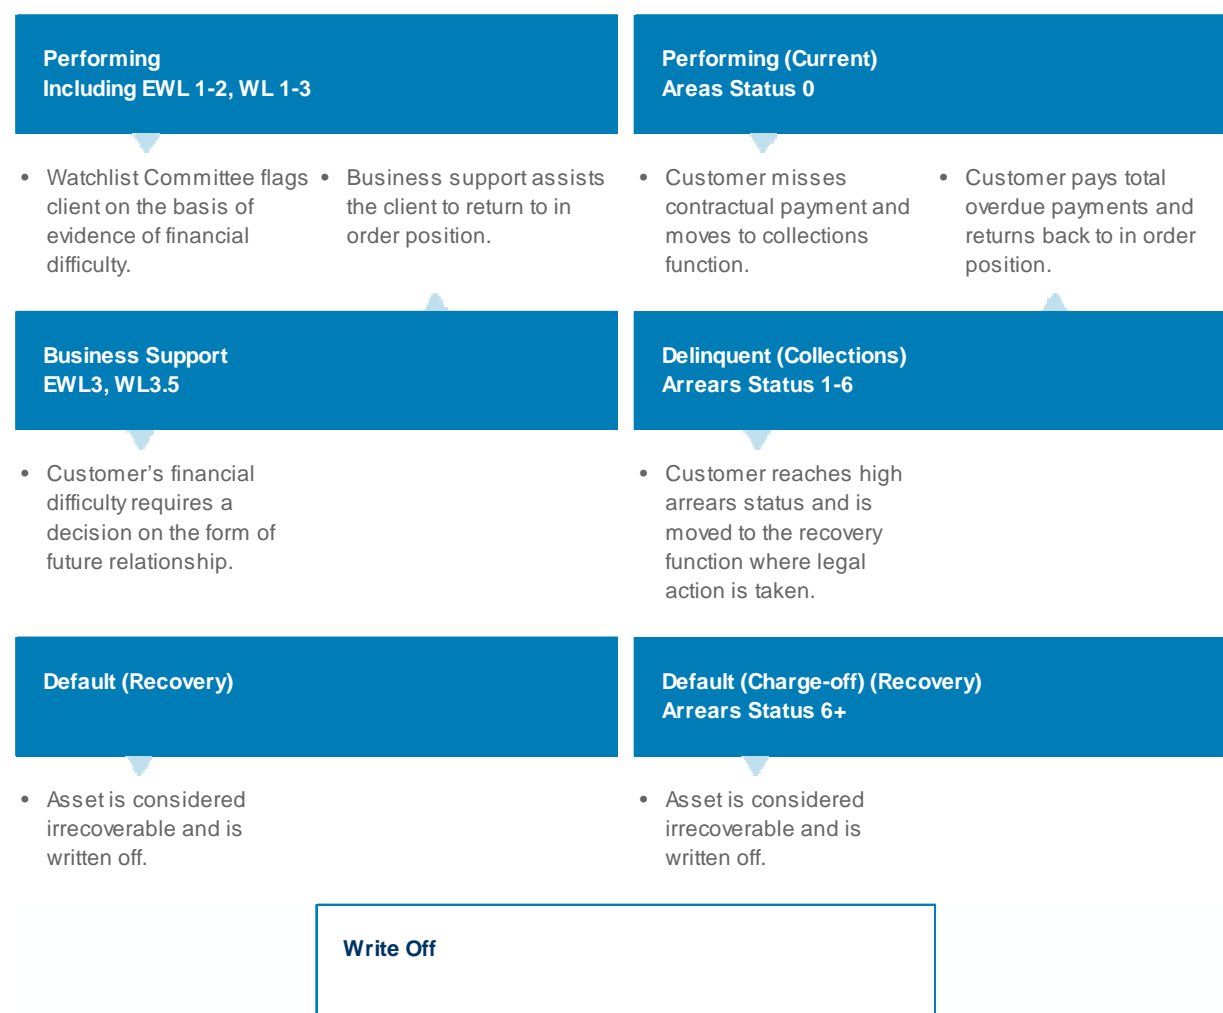 Performing
Including EWL 1-2, WL 1-3
Performing (Current)
Areas Status 0
• Watchlist Committee flags
client on the basis of
evidence of financial
difficulty.
• Business support assists
the client to return to in
order position.
• Customer misses
contractual payment and
moves to collections
function.
• Customer pays total
overdue payments and
returns back to in order
position.
Business Support
EWL3, WL3.5
Delinquent (Collections)
Arrears Status 1-6
• Customer’s financial
difficulty requires a
decision on the form of
future relationship.
• Customer reaches high
arrears status and is
moved to the recovery
function where legal
action is taken.
Default (Recovery)
Default (Charge-off) (Recovery)
Arrears Status 6+
• Asset is considered
irrecoverable and is
written off.
• Asset is considered
irrecoverable and is
written off.
Write Off